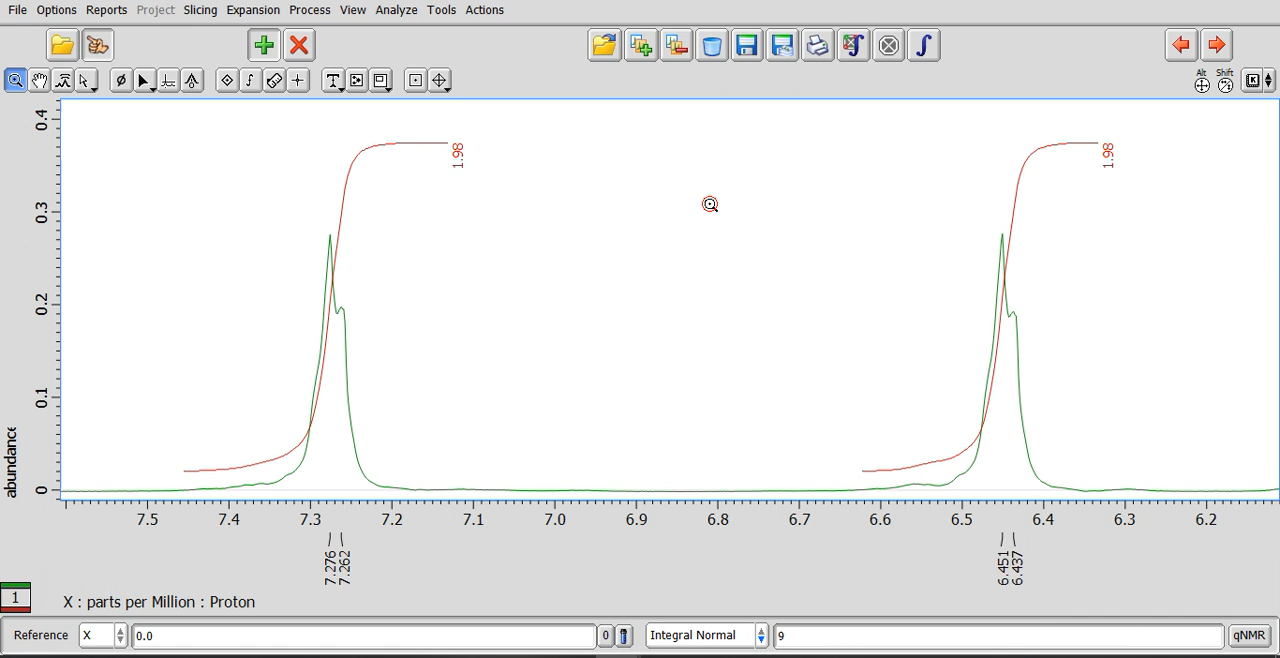 File Options Reports Project Slicing Expansion Process View Analyze Tools Actions
Alt Shift
abundance
0 0.1 0.2 0.3 0.4
1.98 1.98
7.5 7.4 7.3 7.2 7.1 7.0 6.9 6.8 6.7 6.6 6.5 6.4 6.3 6.2
7.276 7.262 6.451 6.437
1 X : parts per Million : Proton
Reference X 0.0 0 Integral Normal 9 qNMR